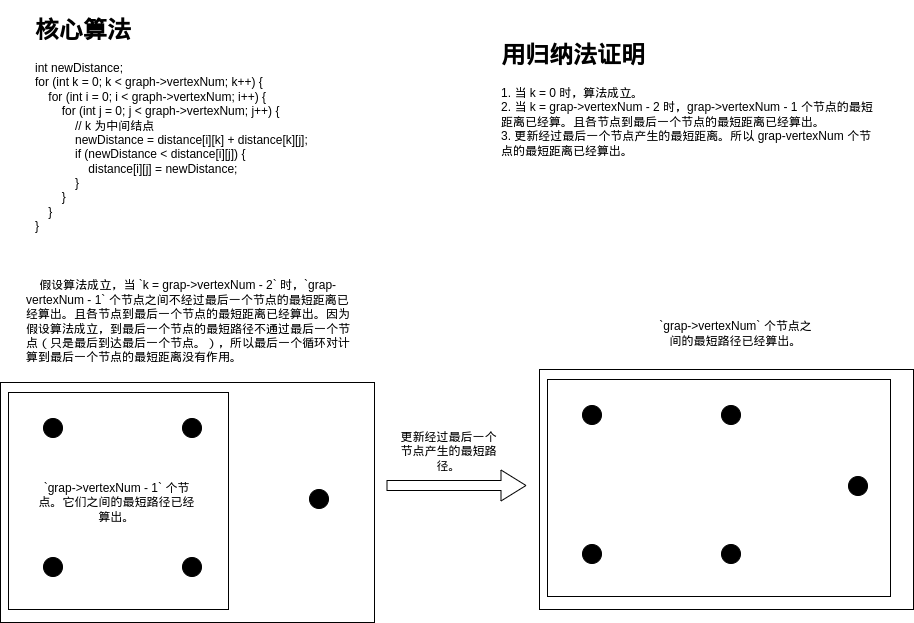 核心算法
int newDistance;
for (int k = 0; k < graph->vertexNum; k++) {
for (int i = 0; i < graph->vertexNum; i++) {
for (int j = 0; j < graph->vertexNum; j++) {
// k 为中间结点
newDistance = distance[i][k] + distance[k][j];
if (newDistance < distance[i][j]) {
distance[i][j] = newDistance;
}
}
}
}
用归纳法证明
1. 当 k = 0 时，算法成立。
2. 当 k = grap->vertexNum - 2 时，grap->vertexNum - 1 个节点的最短
距离已经算。且各节点到最后一个节点的最短距离已经算出。
3. 更新经过最后一个节点产生的最短距离。所以 grap-vertexNum 个节
点的最短距离已经算出。
假设算法成立，当 `k = grap->vertexNum - 2` 时，`grap-
vertexNum - 1` 个节点之间不经过最后一个节点的最短距离已
经算出。且各节点到最后一个节点的最短距离已经算出。因为
假设算法成立，到最后一个节点的最短路径不通过最后一个节
点（只是最后到达最后一个节点。），所以最后一个循环对计
算到最后一个节点的最短距离没有作用。
`grap->vertexNum - 1` 个节
点。它们之间的最短路径已经
算出。
更新经过最后一个
节点产生的最短路
径。
`grap->vertexNum` 个节点之
间的最短路径已经算出。